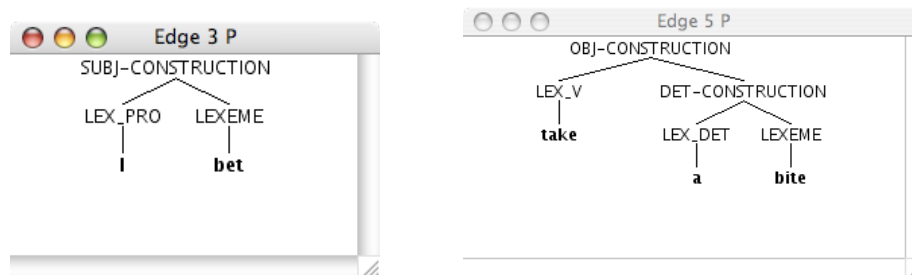 Edge 3 P
SUBJ-CONSTRUCTION
LEX_PRO LEXEME
I bet
Edge 5 P
OBJ-CONSTRUCTION
LEX_V DET-CONSTRUCTION
take LEX_DET LEXEME
a bite